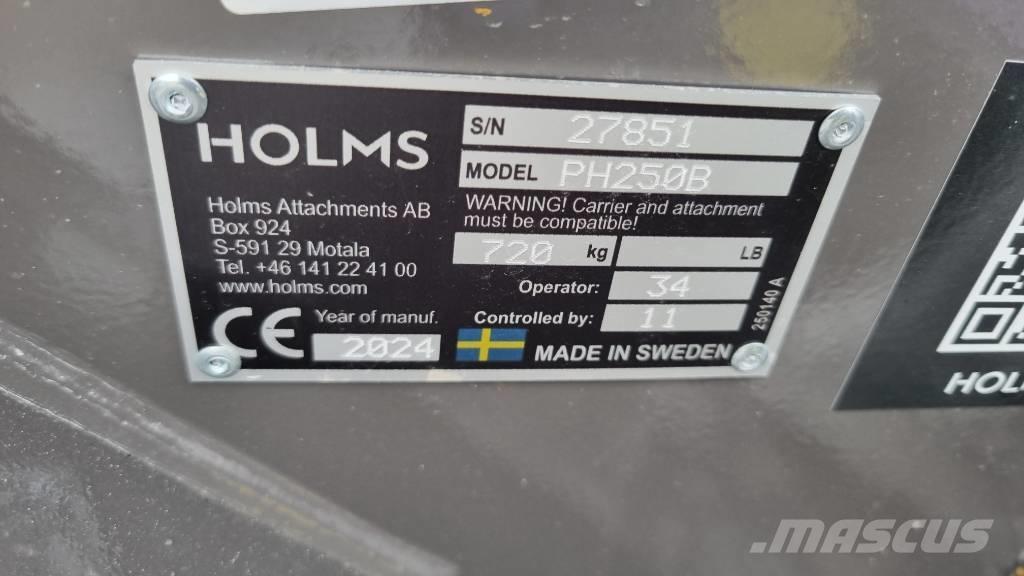 HOLMS
Holms Attachments AB
Box 924
S-591 29 Motala
Tel. +46 141 22 41 00
www.holms.com
CE Year of manuf.
2024
S/N 27851
MODEL PH250B
WARNING! Carrier and attachment
must be compatible!
720 kg LB
Operator: 34
Controlled by: 11
MADE IN SWEDEN
250140 A
HOL
MASCUS